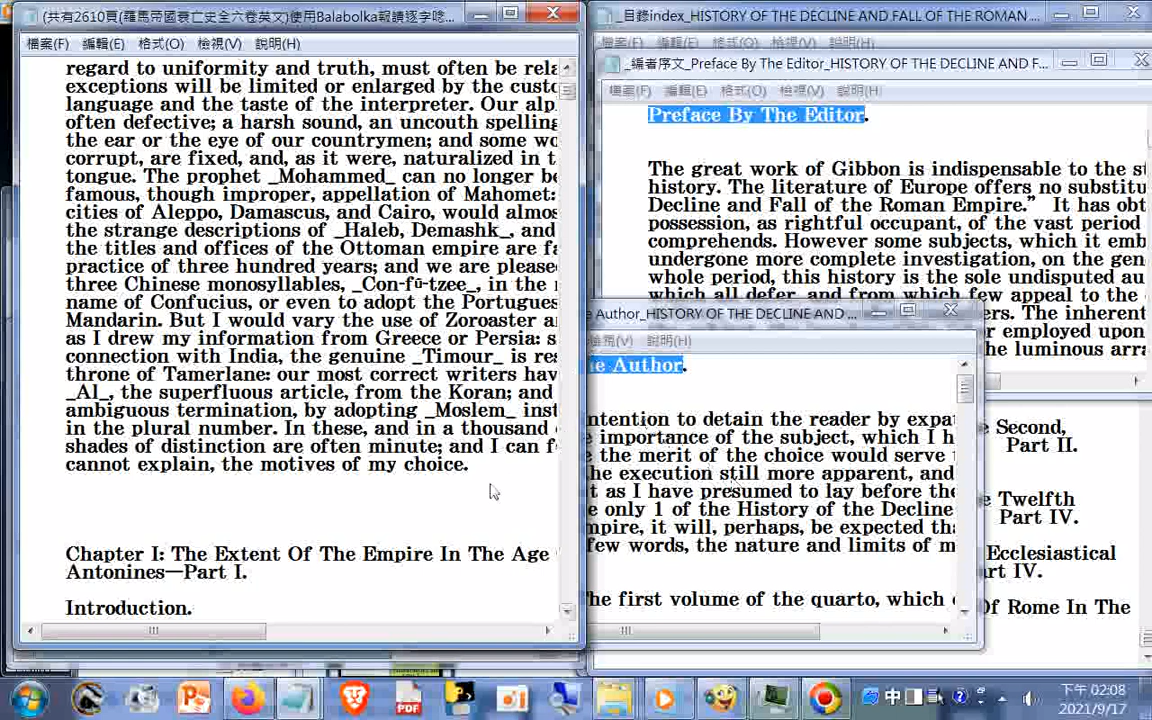 (共有2610頁(羅馬帝國衰亡史全六卷英文)使用Balabolka報讀逐字唸...
檔案(F) 編輯(E) 格式(O) 檢視(V) 說明(H)
regard to uniformity and truth, must often be rela
exceptions will be limited or enlarged by the custo
language and the taste of the interpreter. Our alp
often defective; a harsh sound, an uncouth spelling
the ear or the eye of our countrymen; and some wo
corrupt, are fixed, and, as it were, naturalized in t
tongue. The prophet _Mohammed_ can no longer be
famous, though improper, appellation of Mahomet:
cities of Aleppo, Damascus, and Cairo, would almos
the strange descriptions of _Haleb, Demashk_, and
the titles and offices of the Ottoman empire are fa
practice of three hundred years; and we are please
three Chinese monosyllables, _Con-fû-tzee_, in the r
name of Confucius, or even to adopt the Portugues
Mandarin. But I would vary the use of Zoroaster a
as I drew my information from Greece or Persia: s
connection with India, the genuine _Timour_ is res
throne of Tamerlane: our most correct writers hav
_Al_, the superfluous article, from the Koran; and
ambiguous termination, by adopting _Moslem_ inst
in the plural number. In these, and in a thousand
shades of distinction are often minute; and I can f
cannot explain, the motives of my choice.
Chapter I: The Extent Of The Empire In The Age
Antonines—Part I.
Introduction.
_目錄index_HISTORY OF THE DECLINE AND FALL OF THE ROMAN ...
檔案(F) 編輯(E) 格式(O) 檢視(V) 說明(H)
_編者序文_Preface By The Editor_HISTORY OF THE DECLINE AND F...
檔案(F) 編輯(E) 格式(O) 檢視(V) 說明(H)
Preface By The Editor.
The great work of Gibbon is indispensable to the st
history. The literature of Europe offers no substitu
Decline and Fall of the Roman Empire.” It has obt
possession, as rightful occupant, of the vast period
comprehends. However some subjects, which it emb
undergone more complete investigation, on the gen
whole period, this history is the sole undisputed au
which all defer, and from which few appeal to the
rs. The inherent
r employed upon
he luminous arra
e Author_HISTORY OF THE DECLINE AND ...
視(V) 說明(H)
e Author.
ntention to detain the reader by expa
e importance of the subject, which I h
e the merit of the choice would serve
the execution still more apparent, and
t as I have presumed to lay before the
e only 1 of the History of the Decline
mpire, it will, perhaps, be expected tha
few words, the nature and limits of m
The first volume of the quarto, which
e Second,
Part II.
e Twelfth
Part IV.
Ecclesiastical
rt IV.
Of Rome In The
PDF
中
下午 02:08
2021/9/17